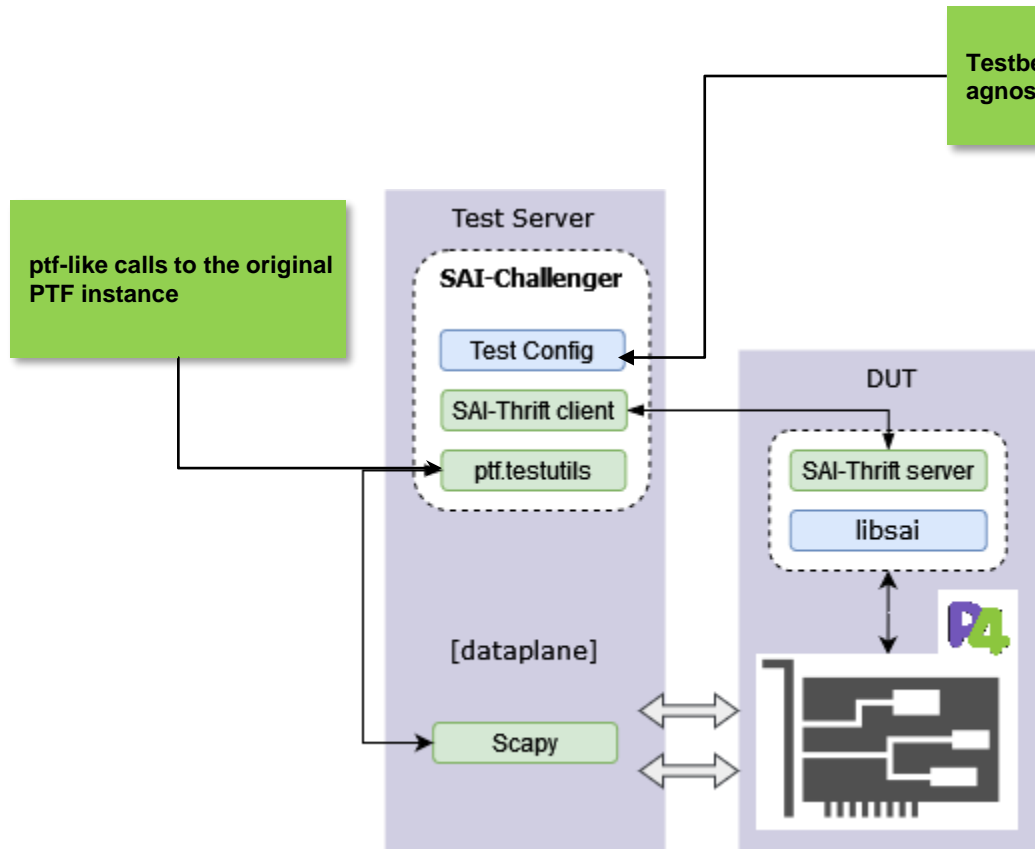 agnos
Test Server
ptf-like calls to the original
PTF instance
SAI-Challenger
Test Config
SAI-Thrift client
ptf.testutils
DUT
SAI-Thrift server
libsai
P4
[dataplane]
Scapy